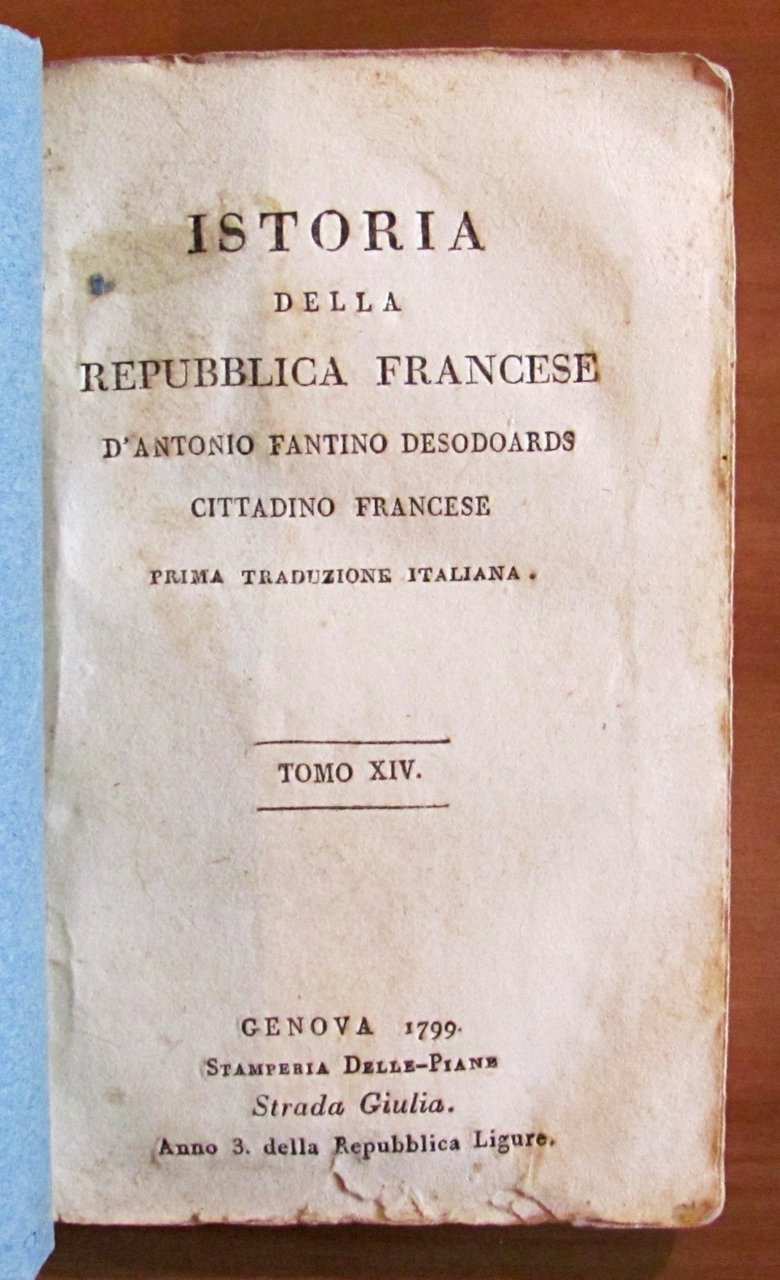 ISTORIA
DELLA
REPUBBLICA FRANCESE
D'ANTONIO FANTINO DESODOARDS
CITTADINO FRANCESE
PRIMA TRADUZIONE ITALIANA.
TOMO XIV.
GENOVA 1799.
STAMPERIA DELLE-PIANE
Strada Giulia.
Anno 3. della Repubblica Ligure.